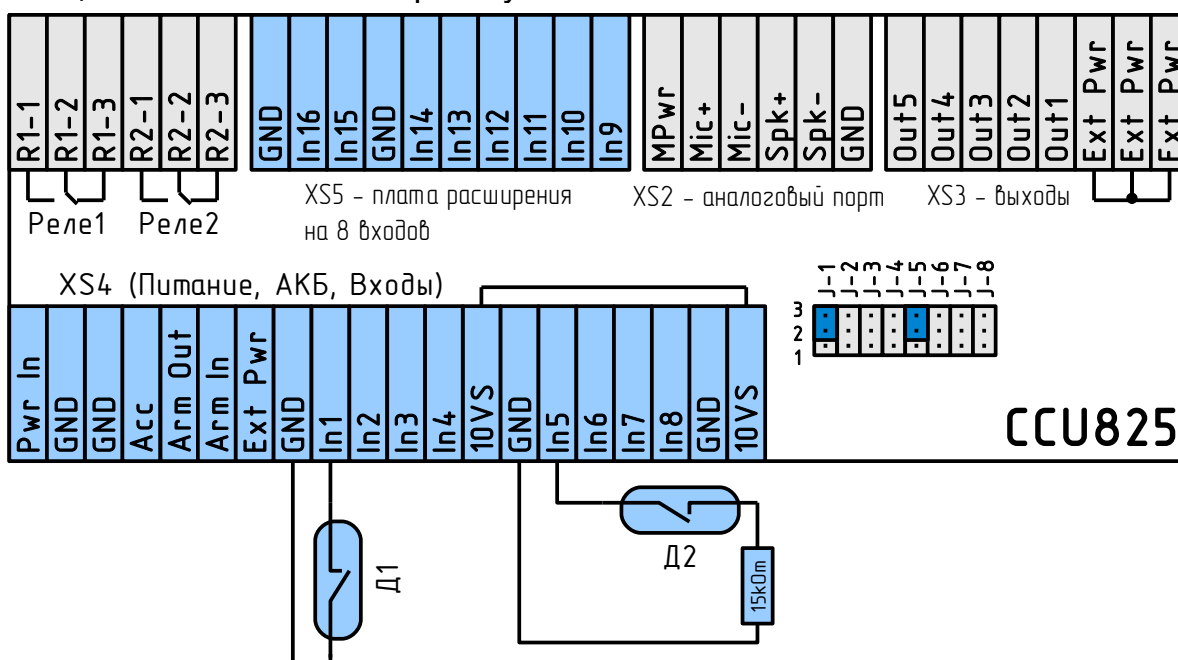 R1-1
R1-2
R1-3
R2-1
R2-2
R2-3
GND
In16
In15
GND
In14
In13
In12
In11
In10
In9
MPwr
Mic+
Mic-
Spk+
Spk-
GND
Out5
Out4
Out3
Out2
Out1
Ext Pwr
Ext Pwr
Ext Pwr
Реле1
Реле2
XS5 - плата расширения
на 8 входов
XS2 - аналоговый порт
XS3 - выходы
XS4 (Питание, АКБ, Входы)
J-1
J-2
J-3
J-4
J-5
J-6
J-7
J-8
3
2
1
Pwr In
GND
GND
Acc
Arm Out
Arm In
Ext Pwr
GND
In1
In2
In3
In4
10VS
GND
In5
In6
In7
In8
GND
10VS
CCU825
Д1
Д2
15kOm